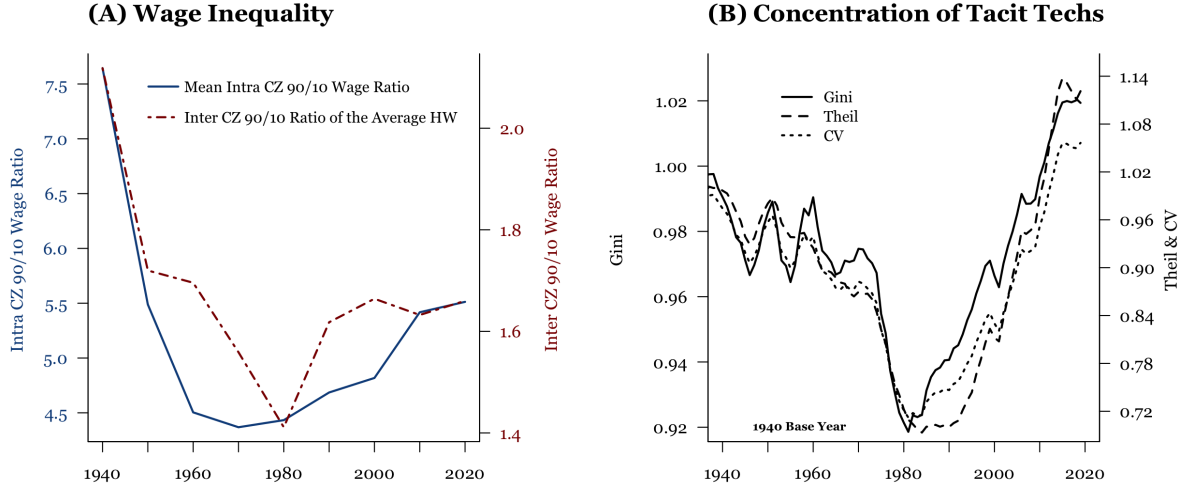 (A) Wage Inequality
Mean Intra CZ 90/10 Wage Ratio
Inter CZ 90/10 Ratio of the Average HW
Intra CZ 90/10 Wage Ratio
7.5
7.0
6.5
6.0
5.5
5.0
4.5
Inter CZ 90/10 Wage Ratio
2.0
1.8
1.6
1.4
1940
1960
1980
2000
2020
(B) Concentration of Tacit Techs
Gini
Theil
CV
Gini
1.02
1.00
0.98
0.96
0.94
0.92
Theil & CV
1.14
1.08
1.02
0.96
0.90
0.84
0.78
0.72
1940 Base Year
1940
1960
1980
2000
2020